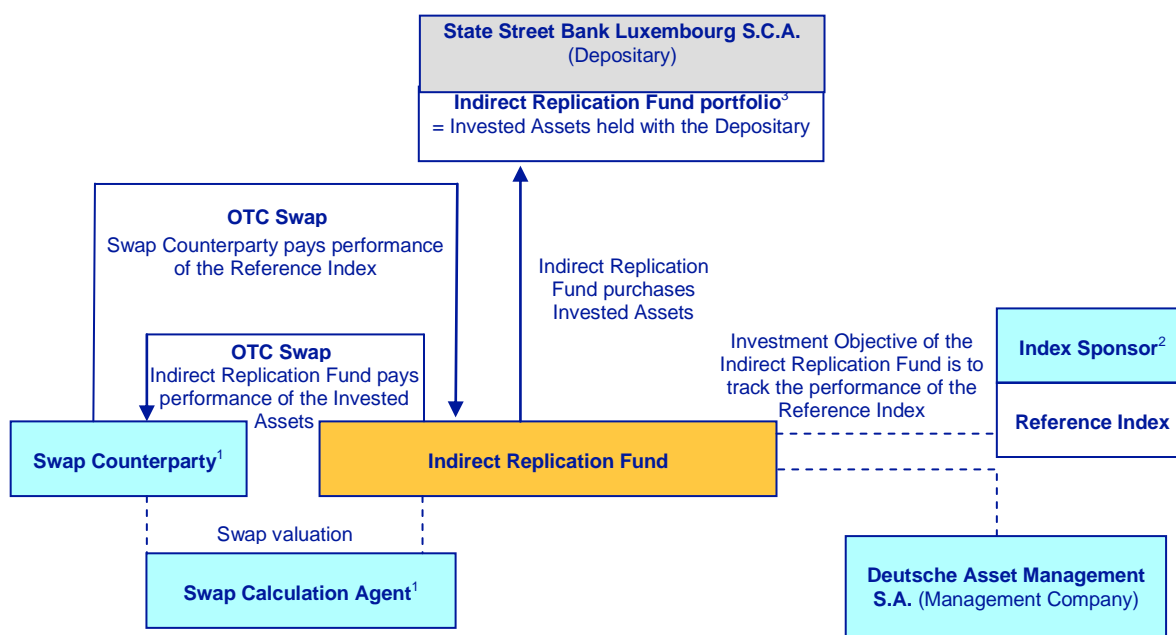 State Street Bank Luxembourg S.C.A.
(Depositary)
Indirect Replication Fund portfolio³
= Invested Assets held with the Depositary
OTC Swap
Swap Counterparty pays performance
of the Reference Index
Indirect Replication
Fund purchases
Invested Assets
OTC Swap
Indirect Replication Fund pays
performance of the Invested
Assets
Investment Objective of the
Indirect Replication Fund is to
track the performance of the
Reference Index
Index Sponsor²
Reference Index
Swap Counterparty¹
Indirect Replication Fund
Swap valuation
Swap Calculation Agent¹
Deutsche Asset Management
S.A. (Management Company)